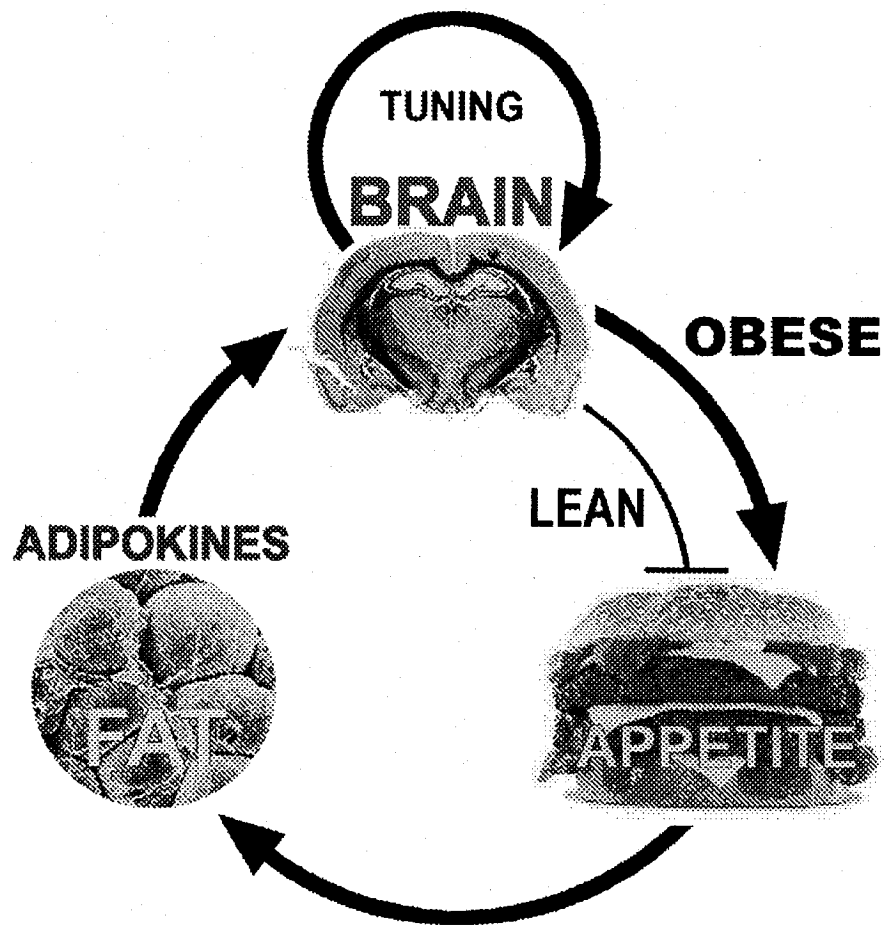 TUNING
BRAIN
OBESE
LEAN
ADIPOKINES
FAT
APPETITE